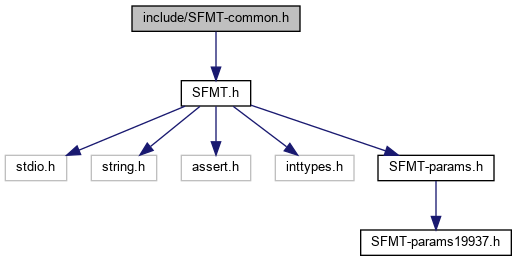 include/SFMT-common.h
SFMT.h
stdio.h
string.h
assert.h
inttypes.h
SFMT-params.h
SFMT-params19937.h